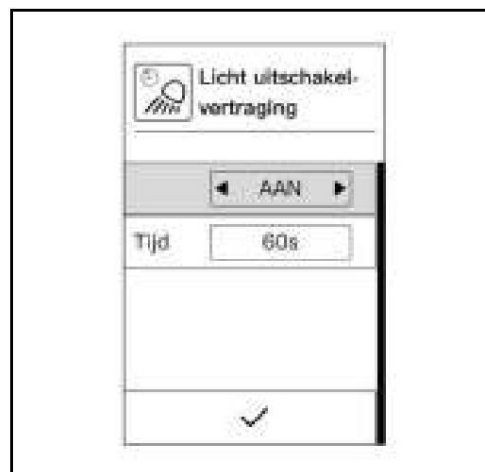 Licht uitschakel-
vertraging
◄ AAN ►
Tijd 60s